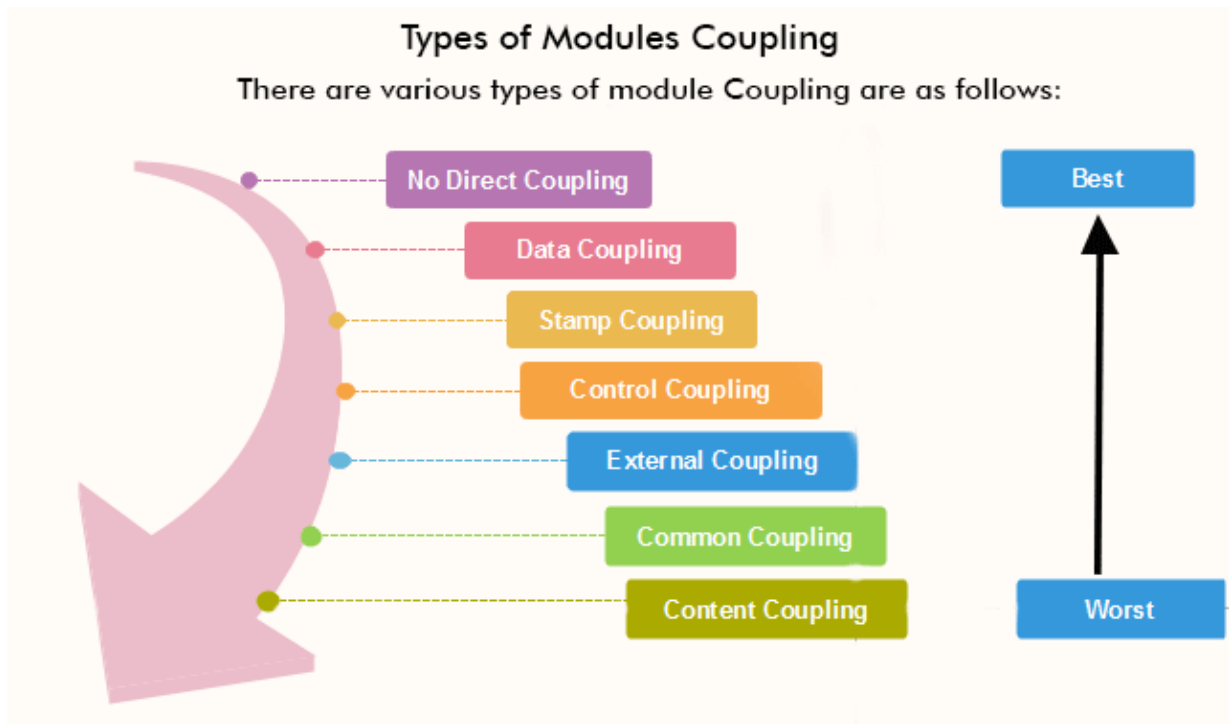 Types of Modules Coupling
There are various types of module Coupling are as follows:
No Direct Coupling
Best
Data Coupling
Stamp Coupling
Control Coupling
External Coupling
Common Coupling
Content Coupling
Worst